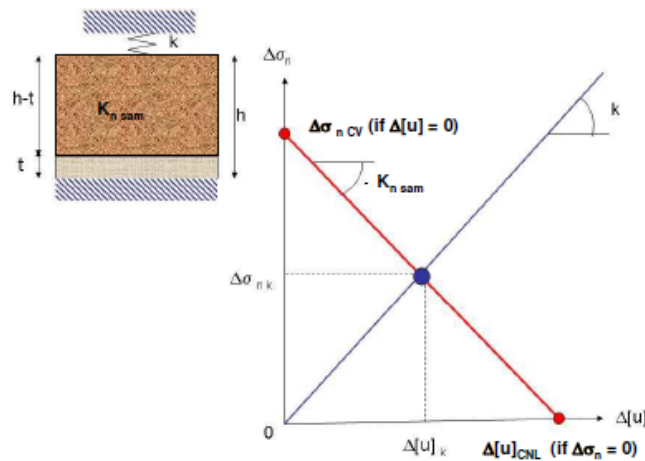 k
h-t
K n sam
h
t
Δσn
Δσ n CV (if Δ[u] = 0)
k
- K n sam
Δσ n k
0
Δ[u] k
Δ[u]CNL (if Δσn = 0)
Δ[u]